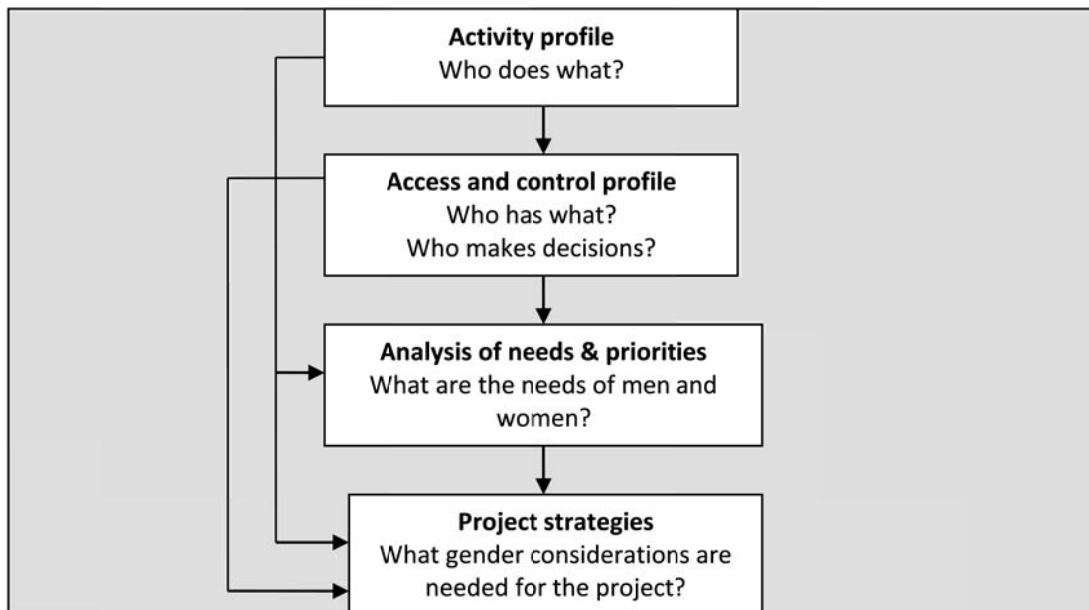 Activity profile
Who does what?
Access and control profile
Who has what?
Who makes decisions?
Analysis of needs & priorities
What are the needs of men and
women?
Project strategies
What gender considerations are
needed for the project?